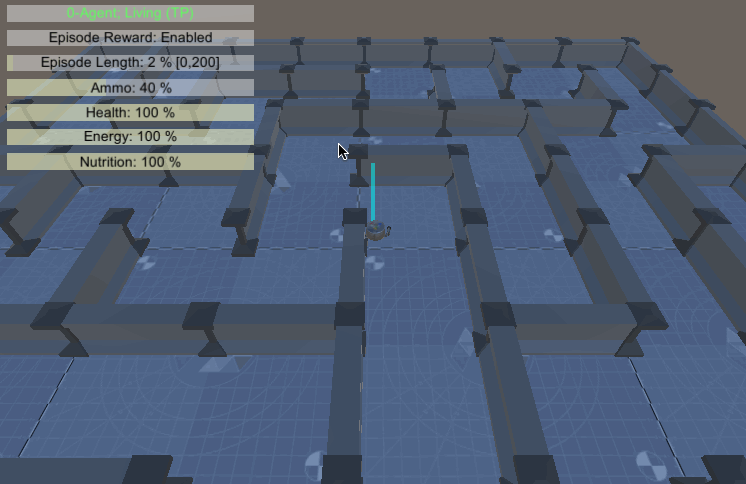 0-Agent, Living (TP)
Episode Reward: Enabled
Episode Length: 2 % [0,200]
Ammo: 40 %
Health: 100 %
Energy: 100 %
Nutrition: 100 %